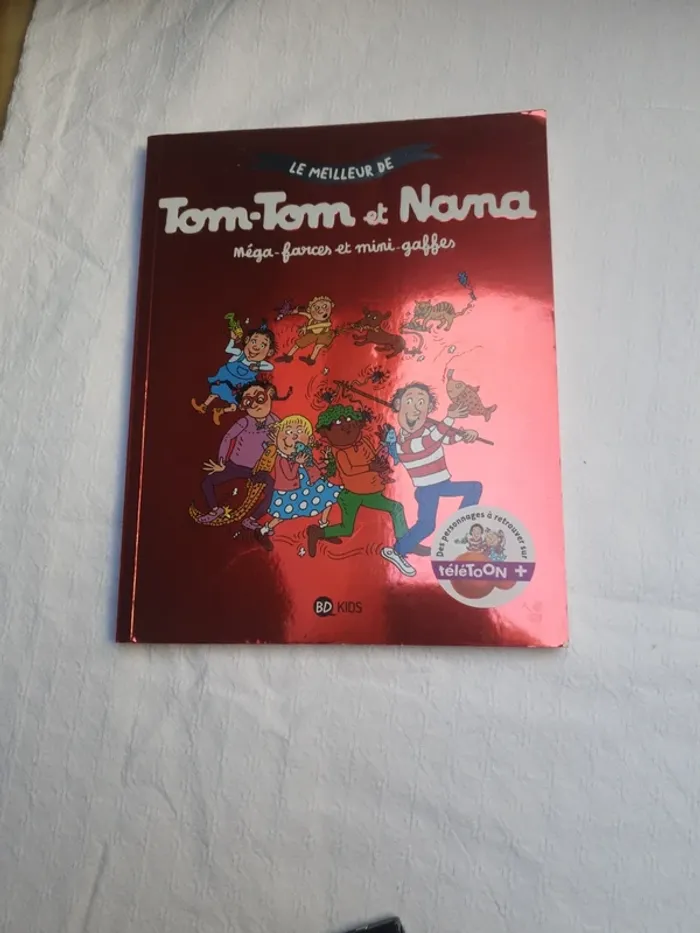 LE MEILLEUR DE
Tom-Tom et Nana
Méga-farces et mini-gaffes
Des personnages à retrouver sur
téléTOON +
BD KIDS